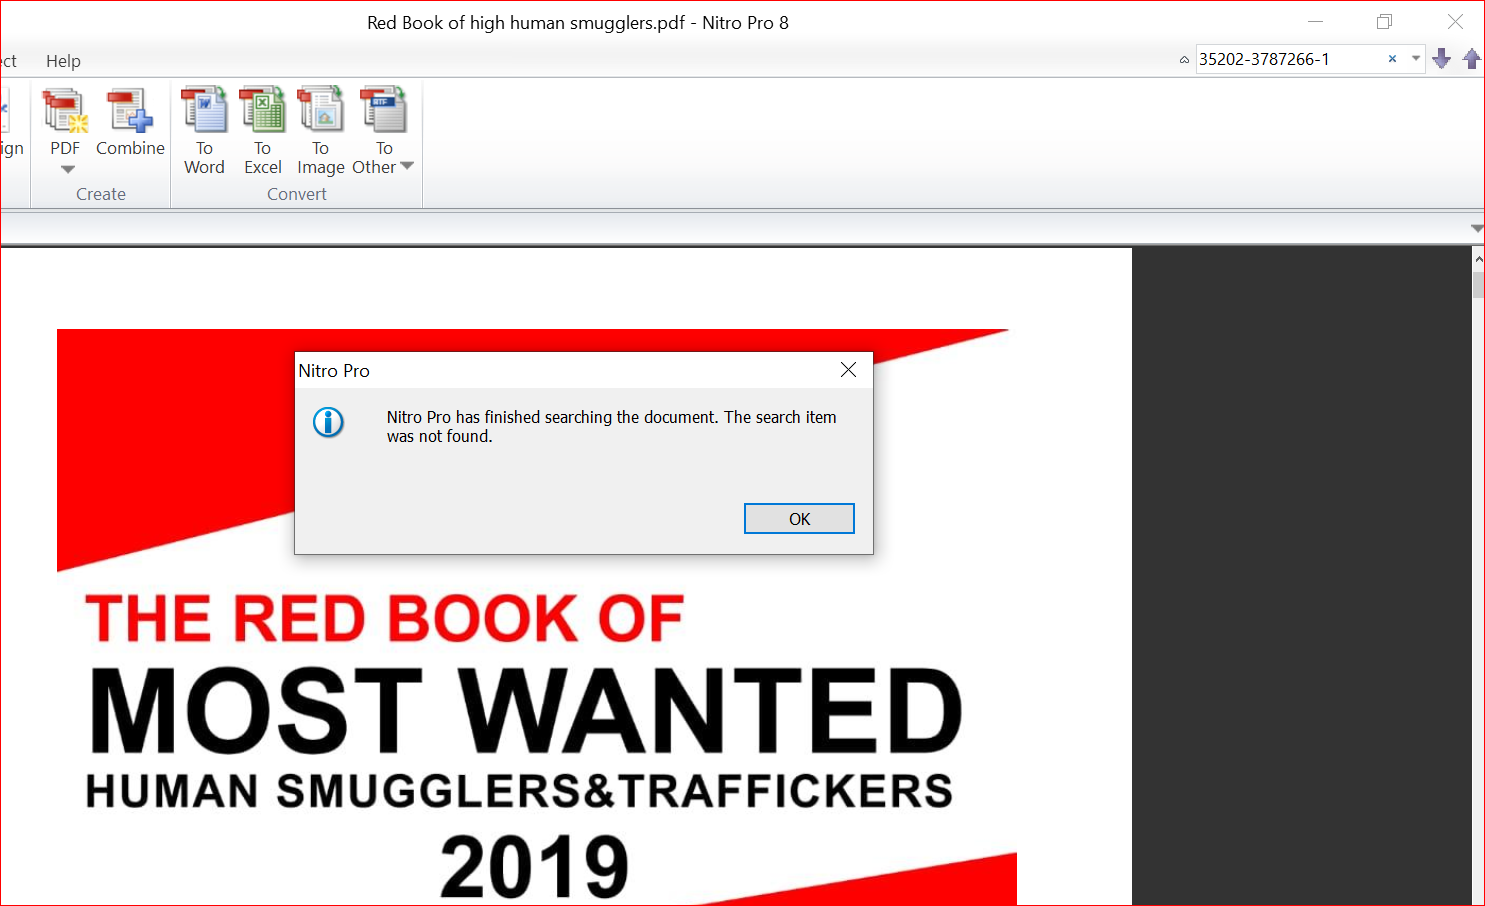 Red Book of high human smugglers.pdf - Nitro Pro 8
ct Help
35202-3787266-1
ign PDF Combine To Word To Excel To Image To Other
Create Convert
Nitro Pro
Nitro Pro has finished searching the document. The search item
was not found.
OK
THE RED BOOK OF
MOST WANTED
HUMAN SMUGGLERS&TRAFFICKERS
2019